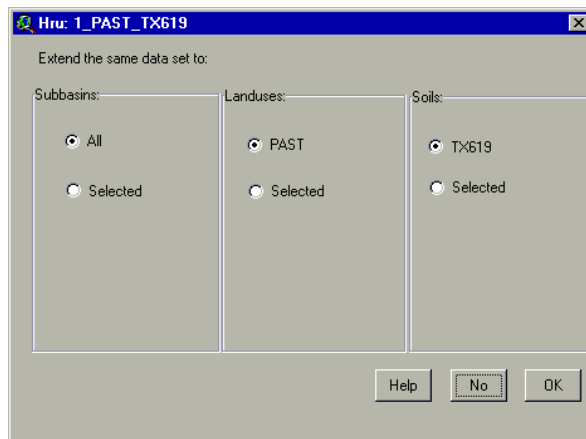 Hru: 1_PAST_TX619
Extend the same data set to:
Subbasins:
All
Selected
Landuses:
PAST
Selected
Soils:
TX619
Selected
Help
No
OK